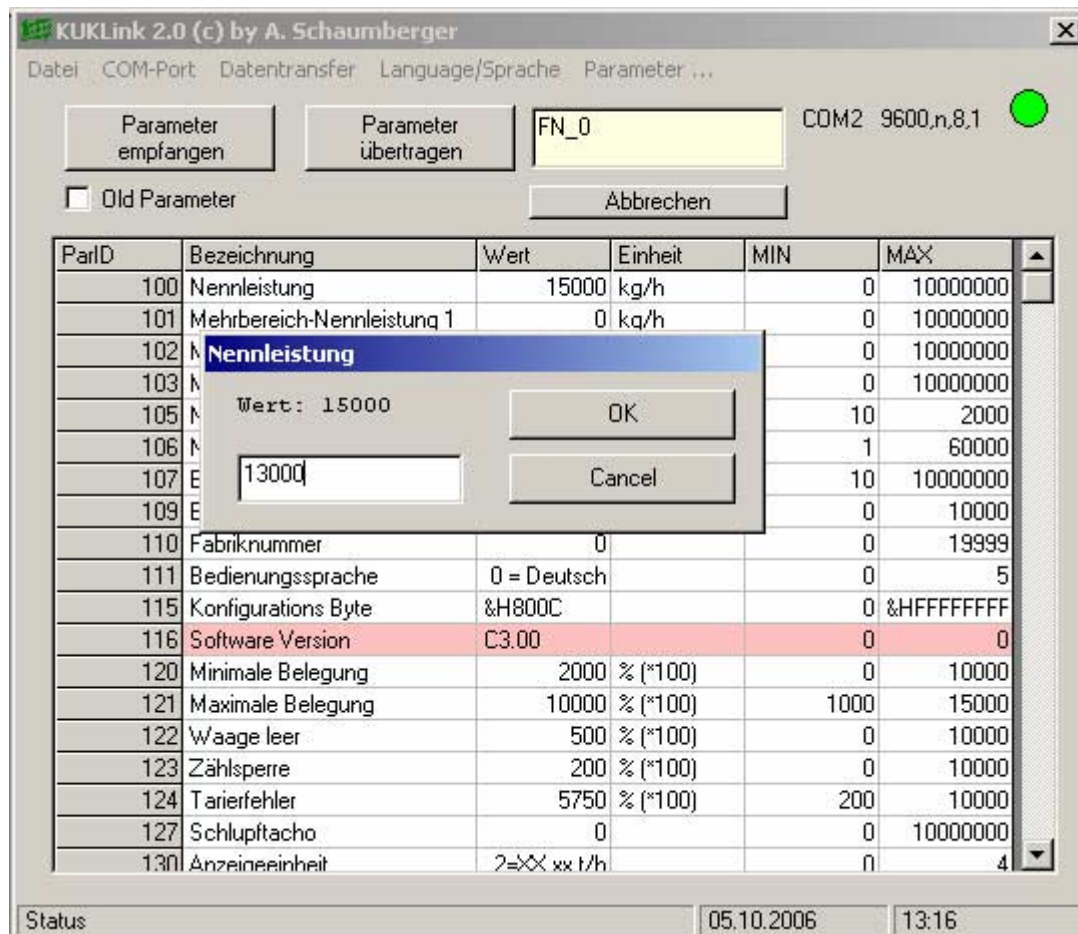 KUKLink 2.0 (c) by A. Schaumberger
Datei COM-Port Datentransfer Language/Sprache Parameter ...
Parameter empfangen
Parameter übertragen
FN_0
COM2 9600,n,8,1
Old Parameter
Abbrechen
ParID Bezeichnung Wert Einheit MIN MAX
100 Nennleistung 15000 kg/h 0 10000000
101 Mehrbereich-Nennleistung 1 0 kg/h 0 10000000
102 0 10000000
103 0 10000000
105 10 2000
106 1 60000
107 10 10000000
109 0 10000
Nennleistung
Wert: 15000
OK
13000
Cancel
110 Fabriknummer 0 0 19999
111 Bedienungssprache 0 = Deutsch 0 5
115 Konfigurations Byte &H800C 0 &HFFFFFFFF
116 Software Version C3.00 0 0
120 Minimale Belegung 2000 % (*100) 0 10000
121 Maximale Belegung 10000 % (*100) 1000 15000
122 Waage leer 500 % (*100) 0 10000
123 Zählsperre 200 % (*100) 0 10000
124 Tarierfehler 5750 % (*100) 200 10000
127 Schlupftacho 0 0 10000000
130 Anzeigeeinheit 2=XX.xx t/h 0 4
Status 05.10.2006 13:16